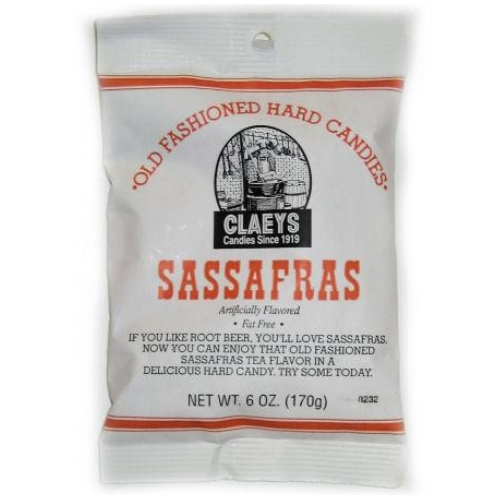 •OLD FASHIONED HARD CANDIES•
CLAEYS
Candies Since 1919
SASSAFRAS
Artificially Flavored
• Fat Free •
IF YOU LIKE ROOT BEER, YOU'LL LOVE SASSAFRAS.
NOW YOU CAN ENJOY THAT OLD FASHIONED
SASSAFRAS TEA FLAVOR IN A
DELICIOUS HARD CANDY. TRY SOME TODAY.
NET WT. 6 OZ. (170g)